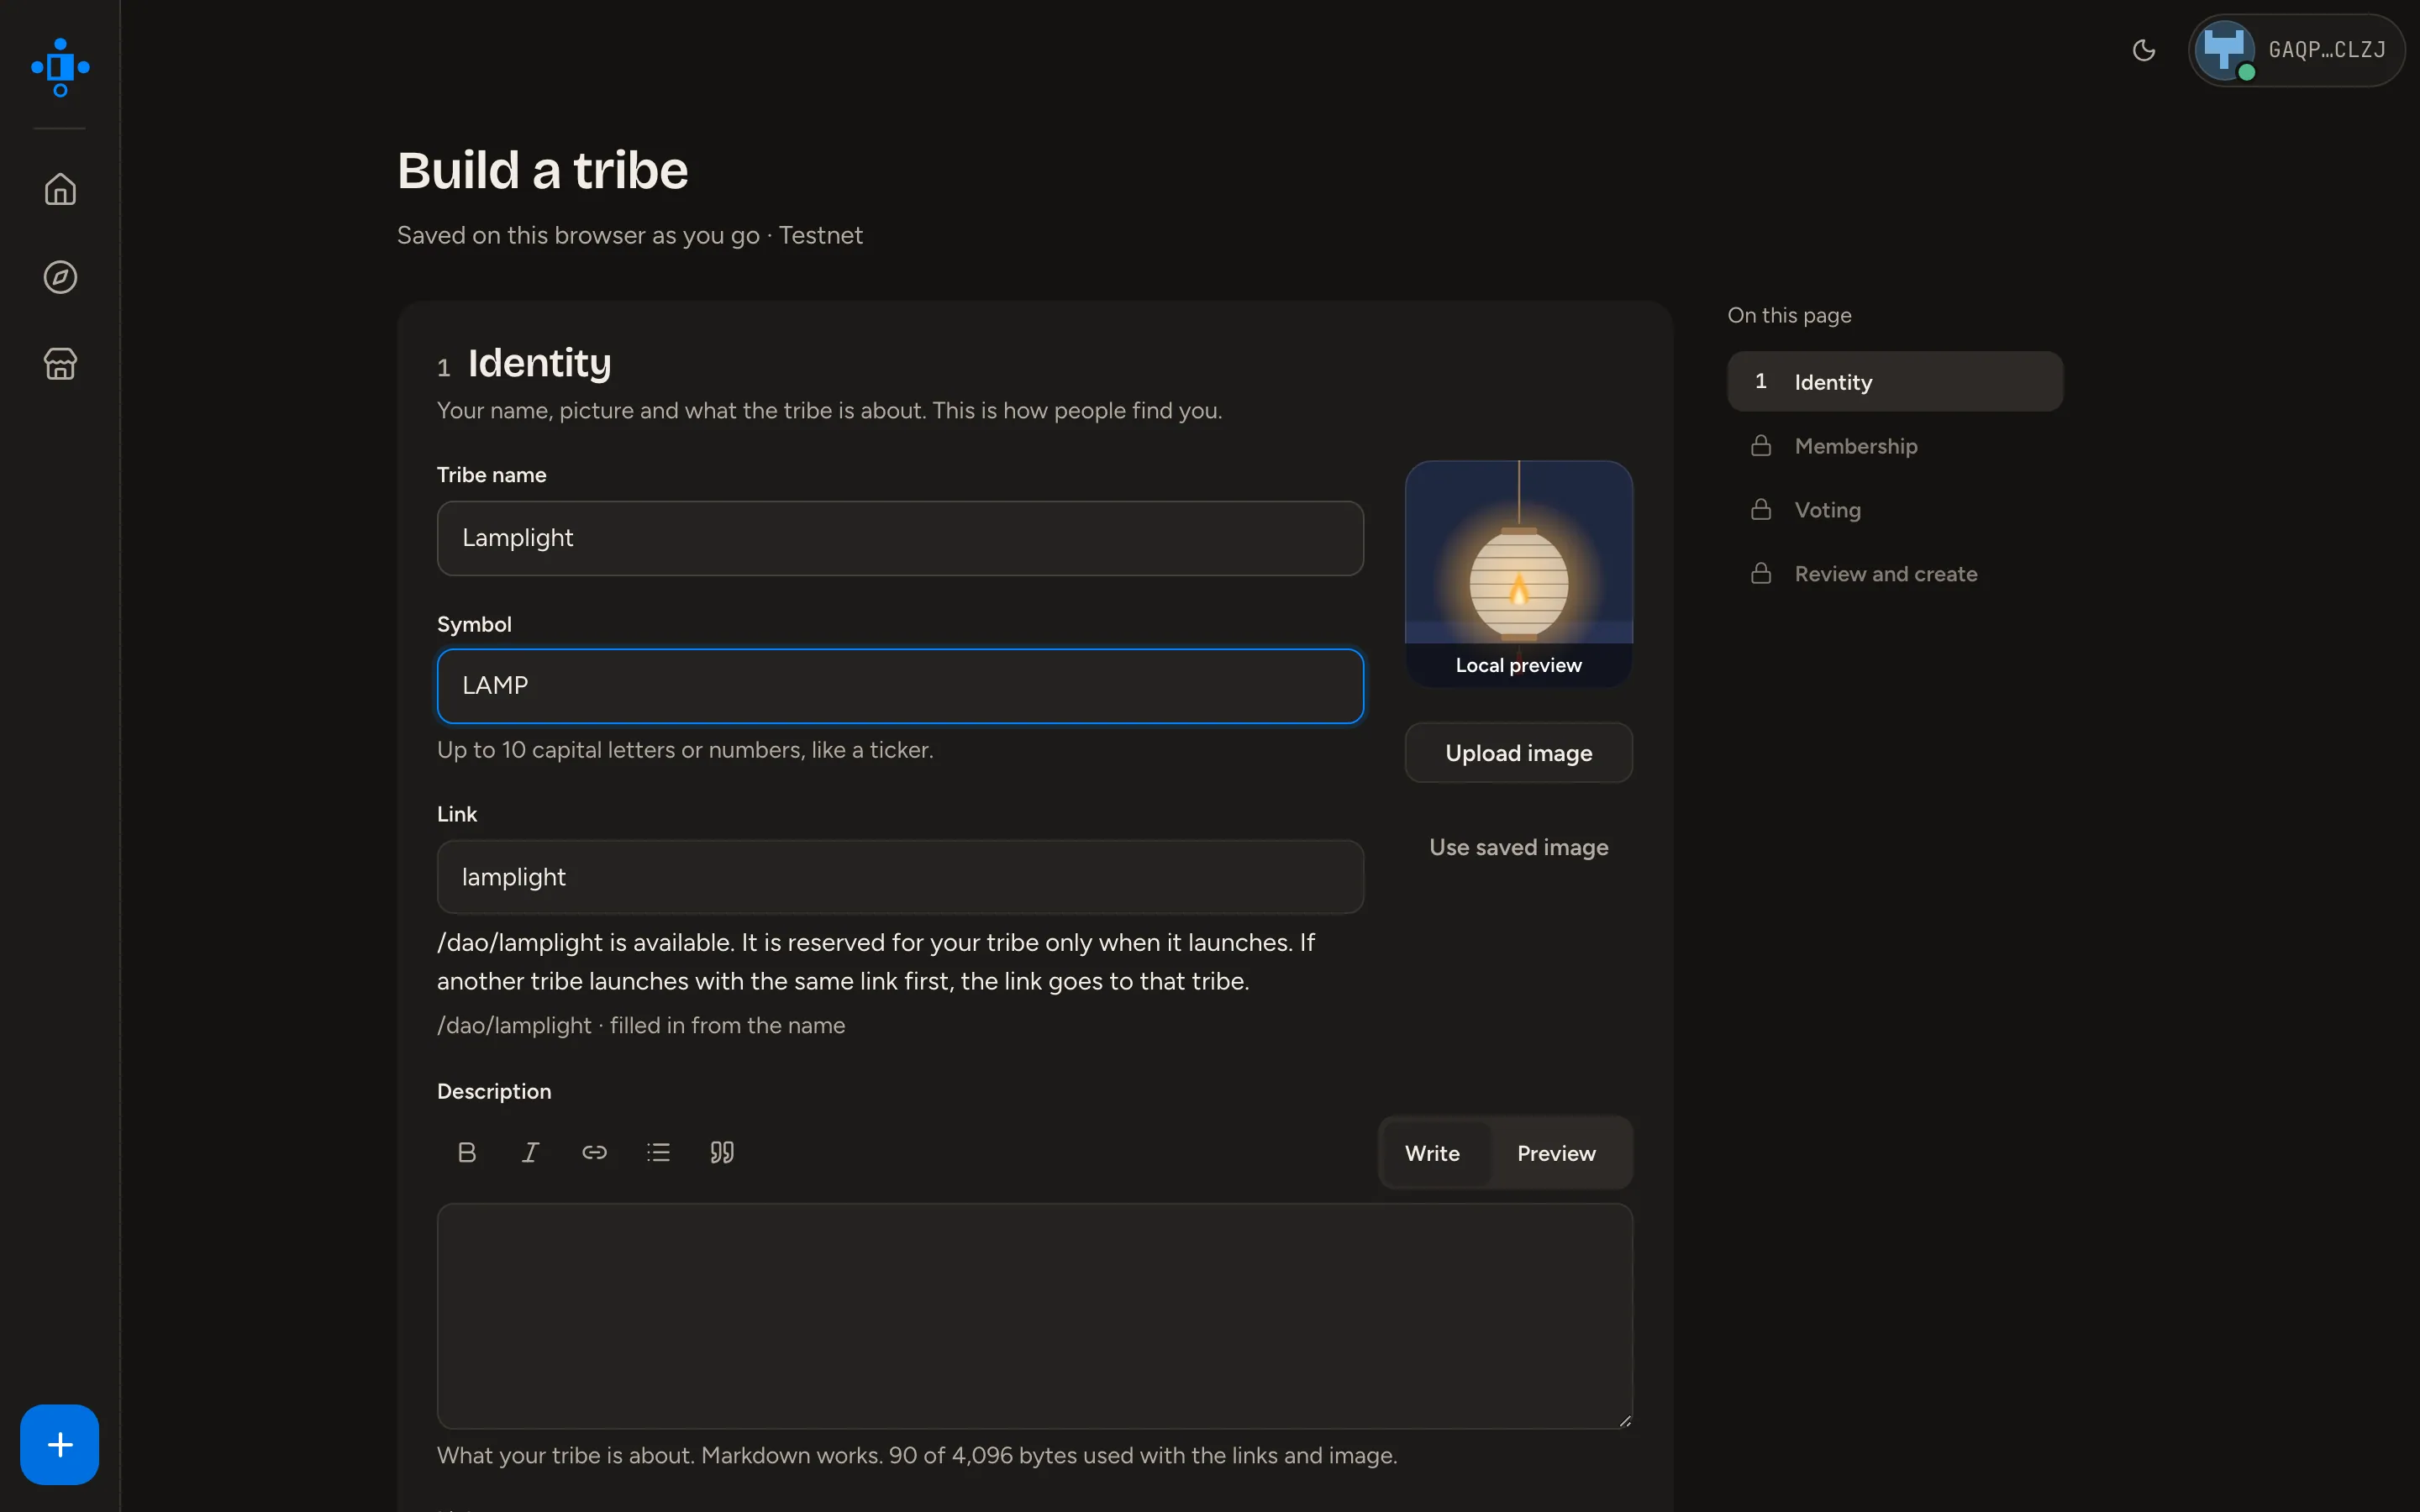 GAQP…CLZJ
Build a tribe
Saved on this browser as you go · Testnet
1 Identity
Your name, picture and what the tribe is about. This is how people find you.
Tribe name
Lamplight
Symbol
LAMP
Up to 10 capital letters or numbers, like a ticker.
Link
lamplight
/dao/lamplight is available. It is reserved for your tribe only when it launches. If
another tribe launches with the same link first, the link goes to that tribe.
/dao/lamplight · filled in from the name
Local preview
Upload image
Use saved image
Description
B I
Write Preview
What your tribe is about. Markdown works. 90 of 4,096 bytes used with the links and image.
On this page
1 Identity
Membership
Voting
Review and create